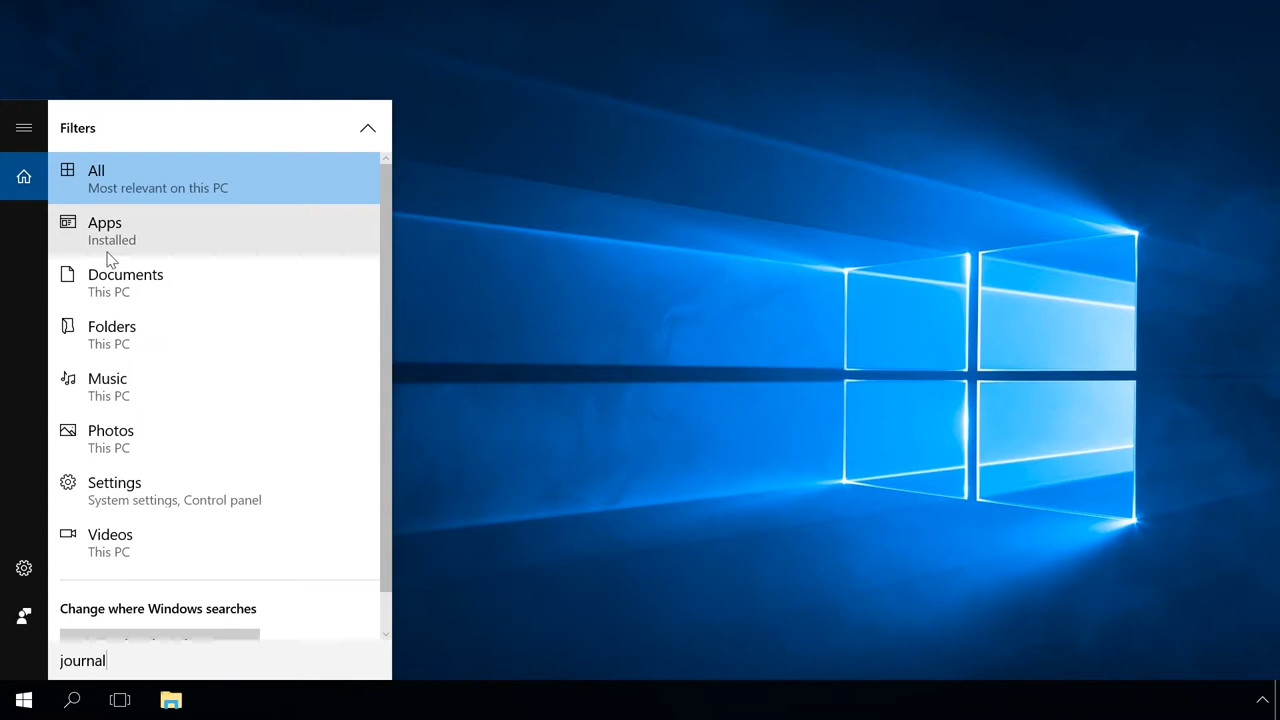 Filters
All
Most relevant on this PC
Apps
Installed
Documents
This PC
Folders
This PC
Music
This PC
Photos
This PC
Settings
System settings, Control panel
Videos
This PC
Change where Windows searches
journal